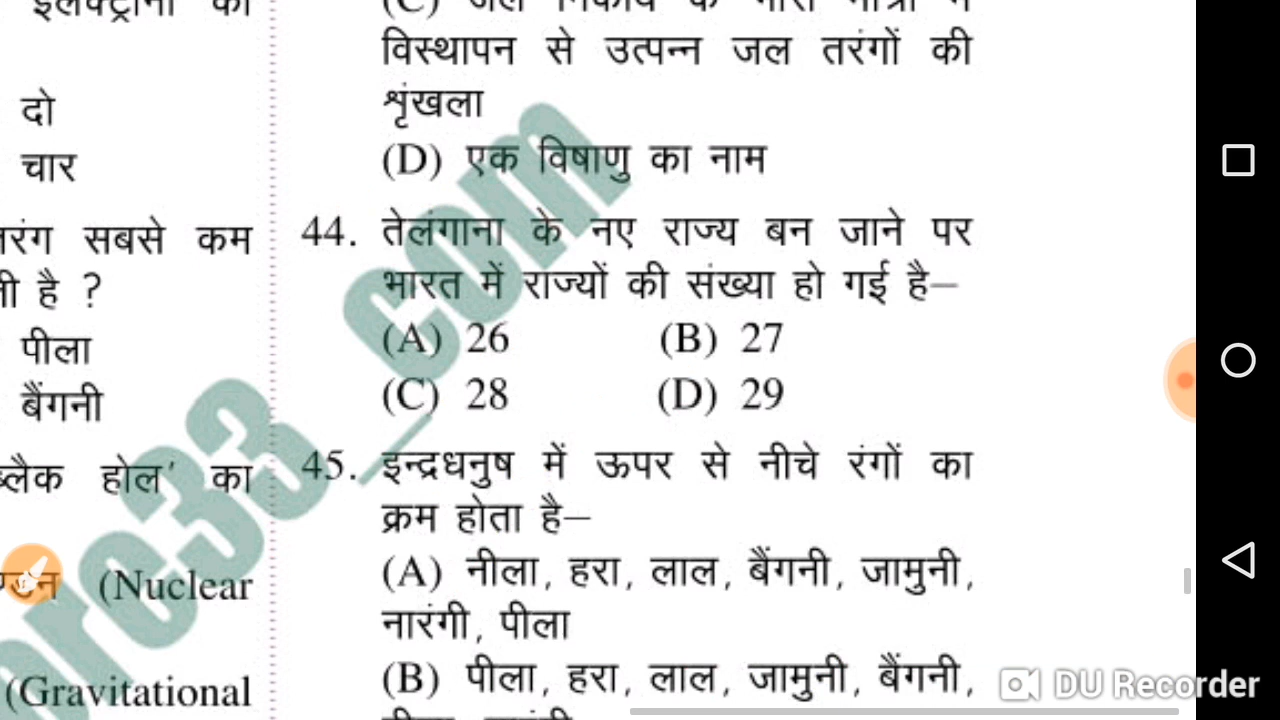 दो
चार
सबसे कम
है ?
पीला
बैंगनी
होल' का
(Nuclear
(Gravitational
विस्थापन से उत्पन्न जल तरंगों की
शृंखला
(D) एक विषाणु का नाम
44. तेलंगाना के नए राज्य बन जाने पर
भारत में राज्यों की संख्या हो गई है–
(A) 26 (B) 27
(C) 28 (D) 29
45. इन्द्रधनुष में ऊपर से नीचे रंगों का
क्रम होता है–
(A) नीला, हरा, लाल, बैंगनी, जामुनी,
नारंगी, पीला
(B) पीला, हरा, लाल, जामुनी, बैंगनी,
DU Recorder